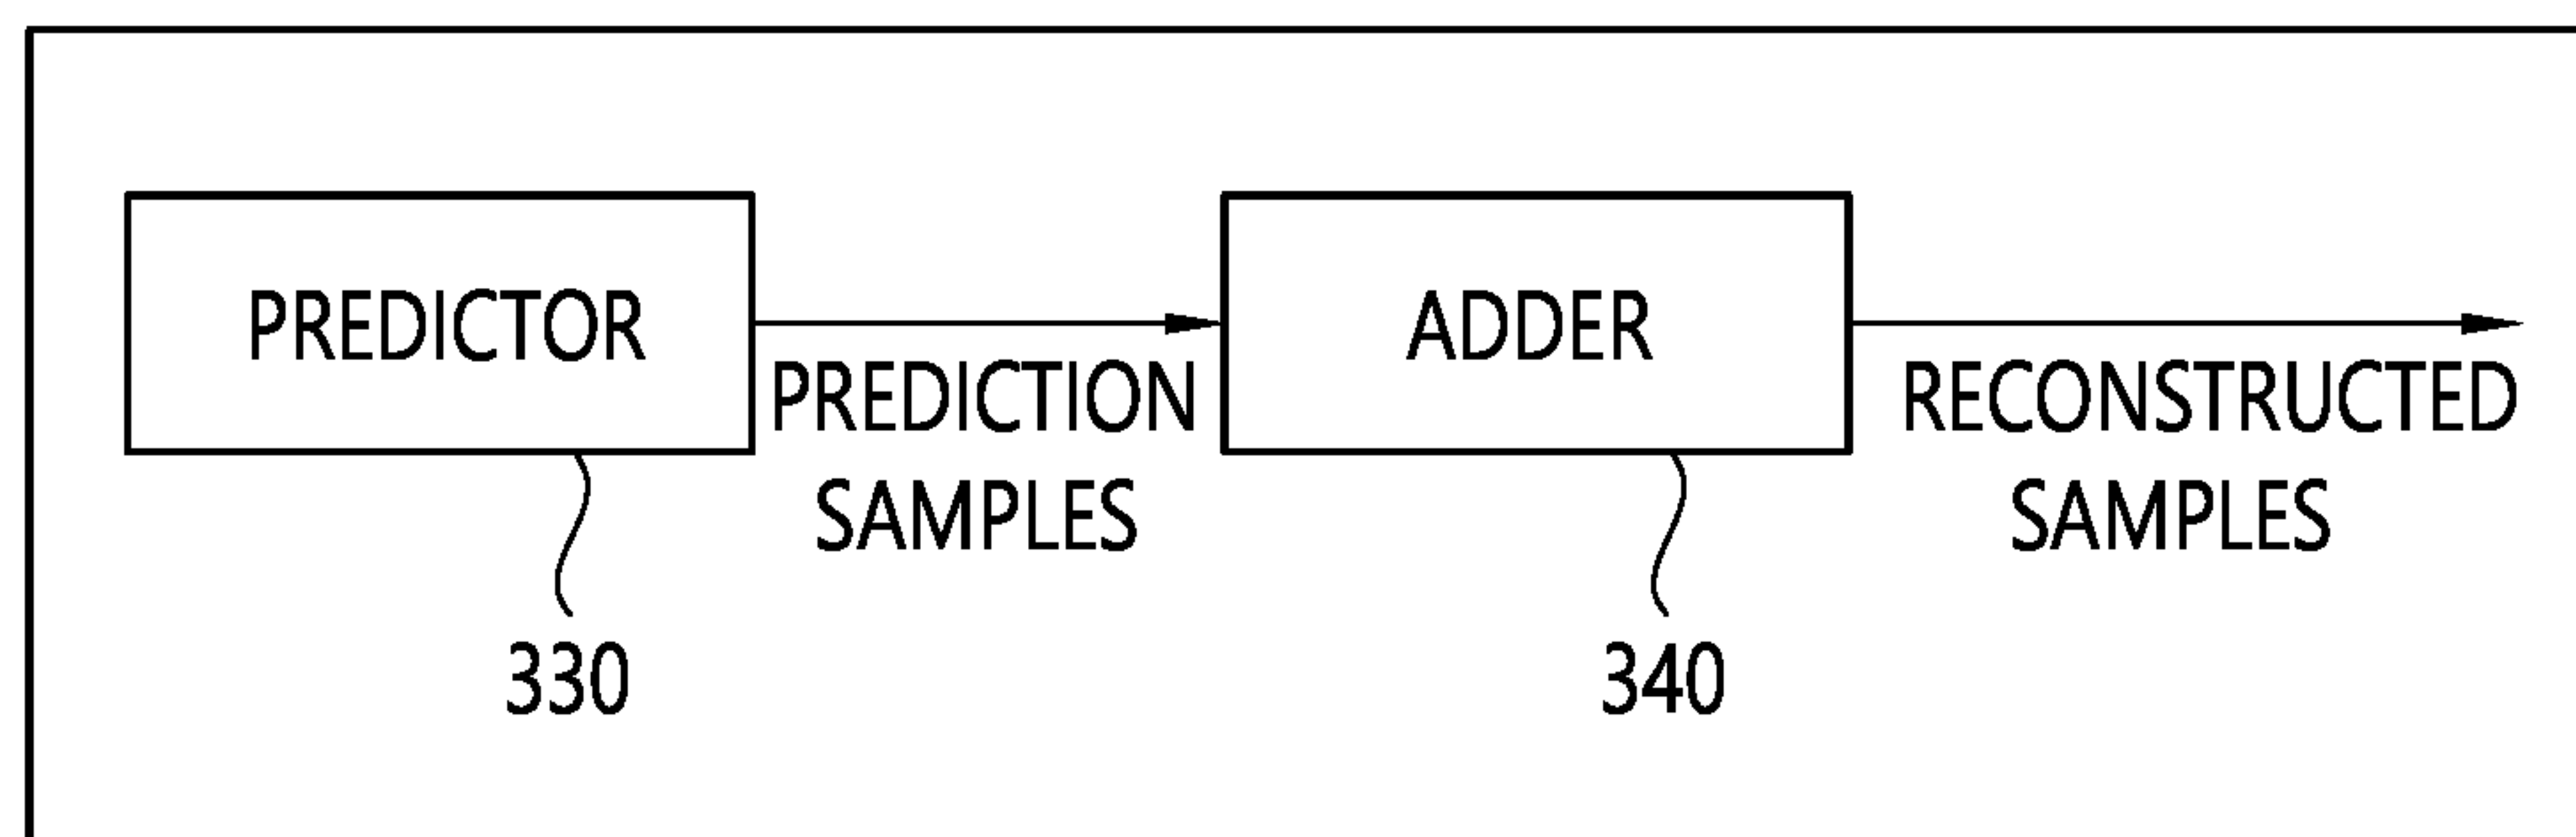 PREDICTOR
PREDICTION
SAMPLES
ADDER
RECONSTRUCTED
SAMPLES
330
340